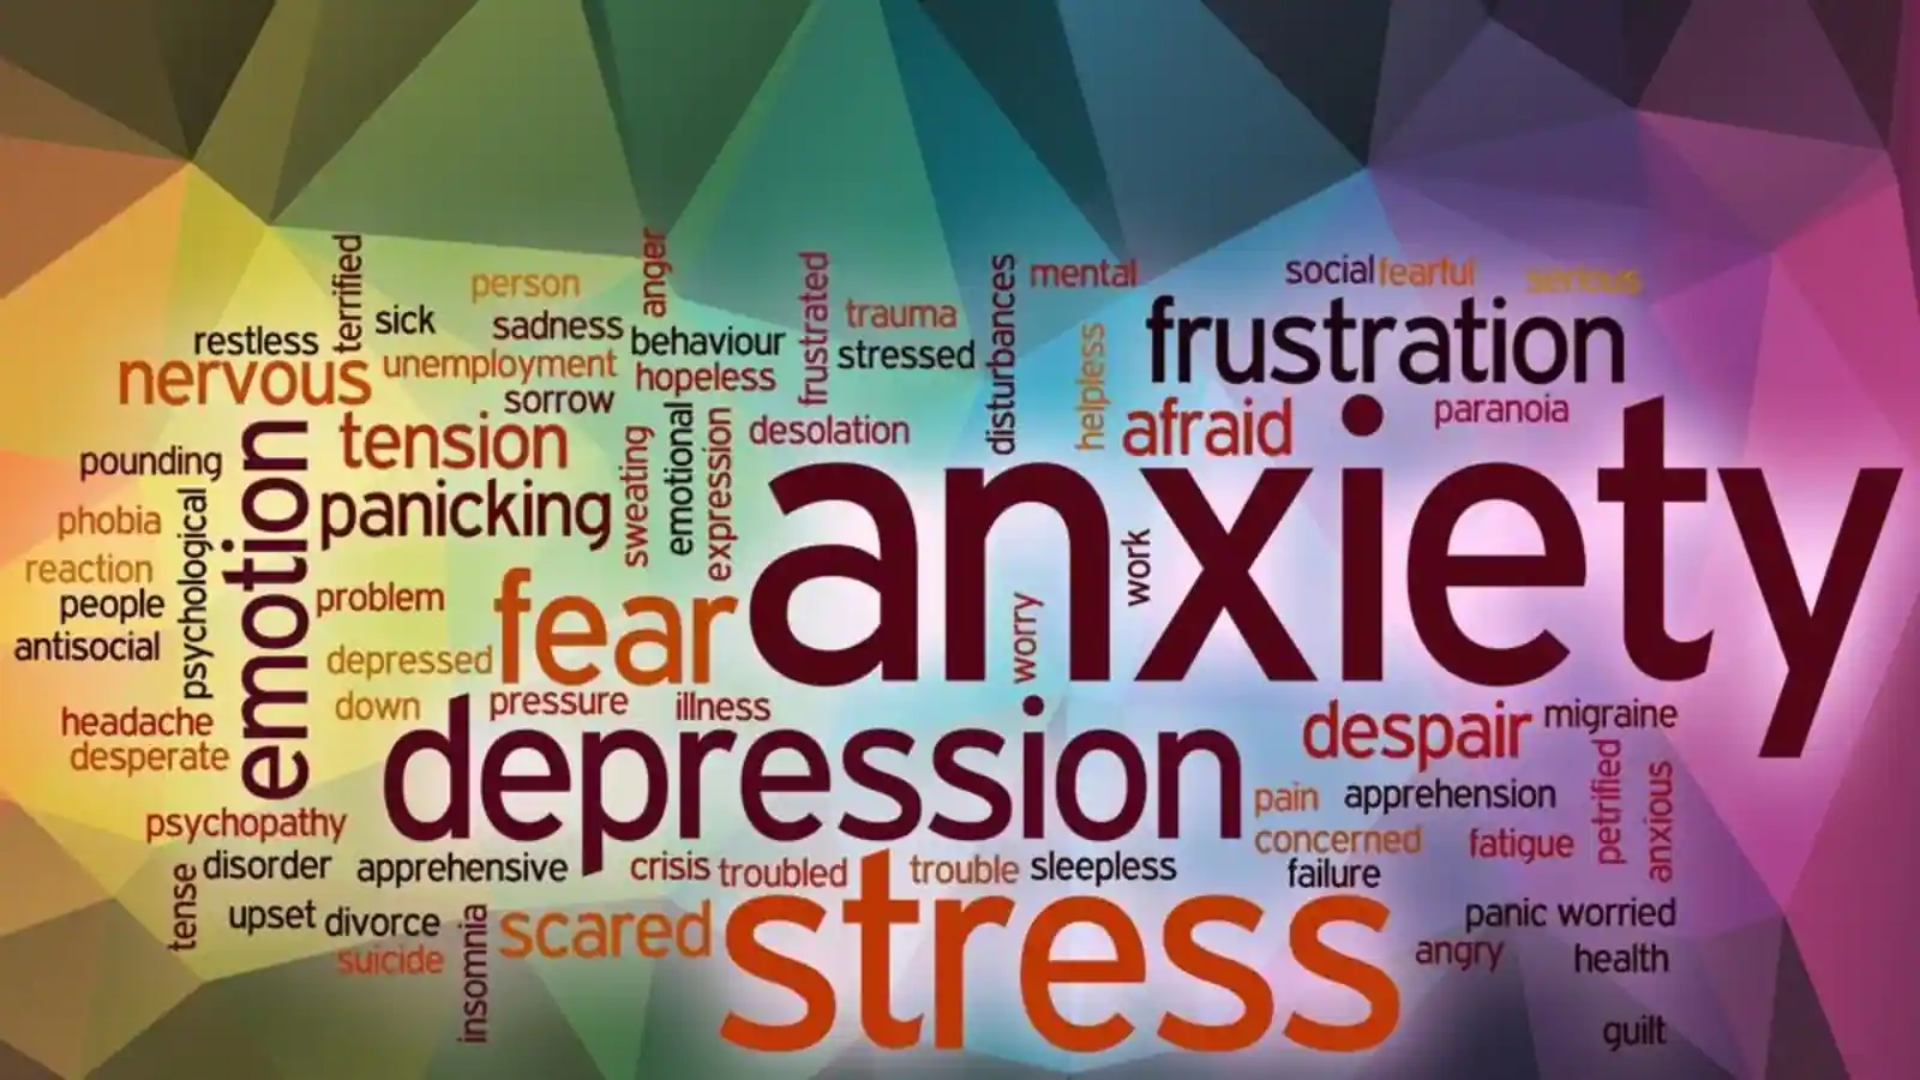 terrified
person
anger
frustrated
disturbances
mental
social
fearful
serious
restless
sick
sadness
behaviour
trauma
stressed
helpless
frustration
nervous
unemployment
hopeless
sorrow
afraid
paranoia
emotion
tension
sweating
emotional
expression
desolation
anxiety
pounding
psychological
panicking
phobia
reaction
people
antisocial
problem
fear
work
worry
depressed
down
pressure
illness
headache
desperate
depression
despair
migraine
psychopathy
pain
apprehension
petrified
anxious
concerned
fatigue
tense
disorder
apprehensive
crisis
troubled
trouble
sleepless
failure
upset
divorce
insomnia
scared
stress
panic
worried
suicide
angry
health
guilt